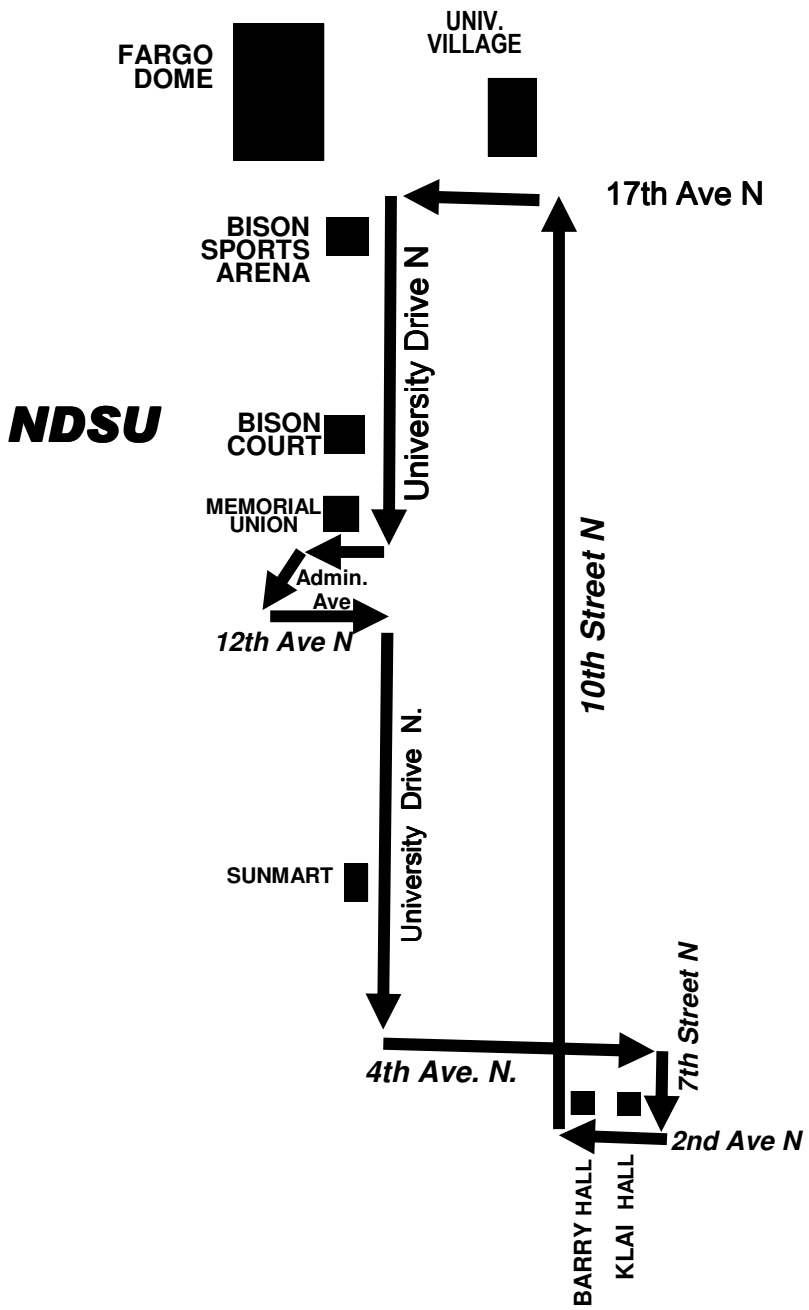 UNIV.
VILLAGE
FARGO
DOME
17th Ave N
BISON
SPORTS
ARENA
University Drive N
NDSU
BISON
COURT
MEMORIAL
UNION
Admin.
Ave
12th Ave N
10th Street N
University Drive N.
SUNMART
7th Street N
4th Ave. N.
2nd Ave N
BARRY HALL
KLAI HALL